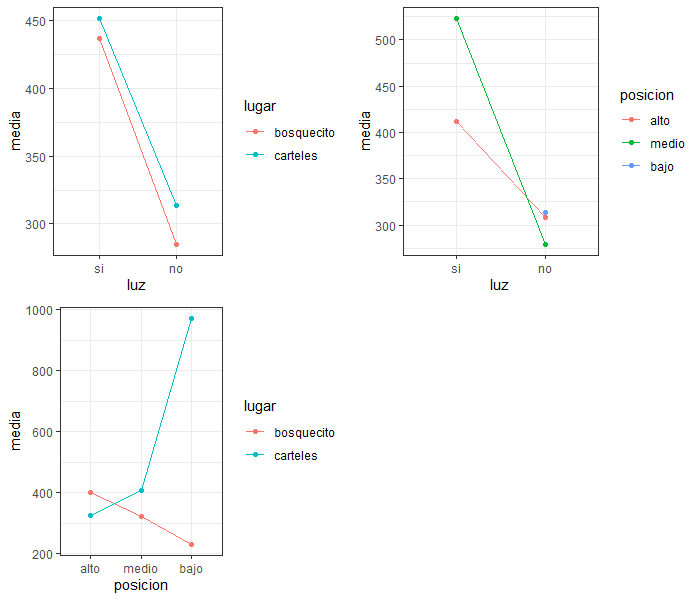 450
400
350
300
media
si
no
luz
lugar
bosquecito
carteles
500
450
400
350
300
media
si
no
luz
posicion
alto
medio
bajo
1000
800
600
400
200
media
alto
medio
bajo
posicion
lugar
bosquecito
carteles